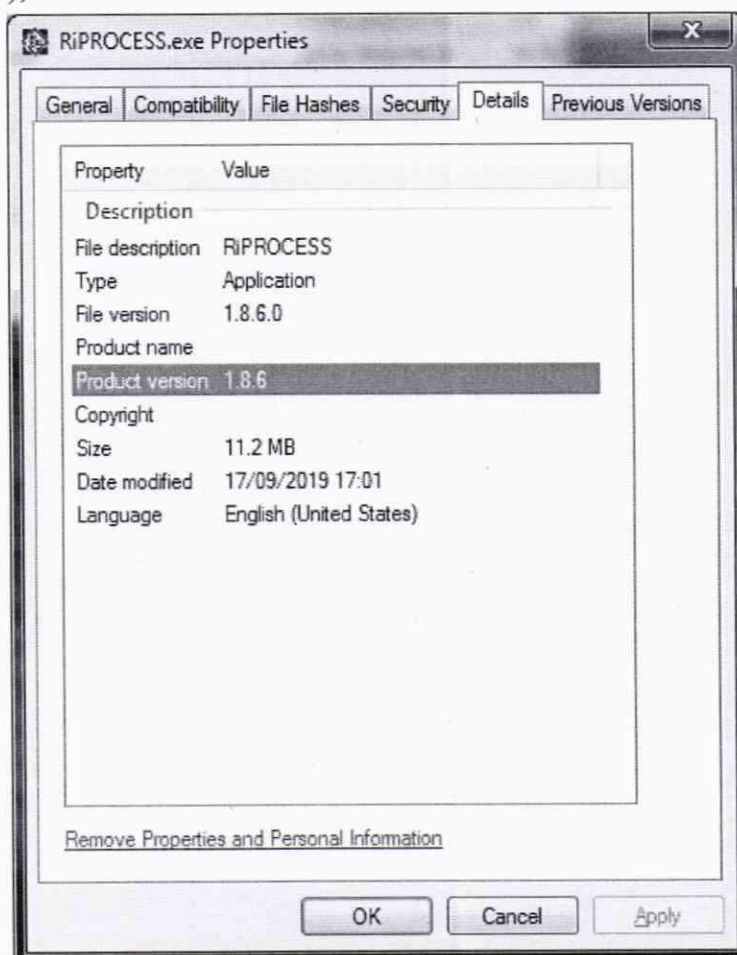 RiPROCESS.exe Properties
General Compatibility File Hashes Security Details Previous Versions
Property Value
Description
File description RiPROCESS
Type Application
File version 1.8.6.0
Product name
Product version 1.8.6
Copyright
Size 11.2 MB
Date modified 17/09/2019 17:01
Language English (United States)
Remove Properties and Personal Information
OK Cancel Apply